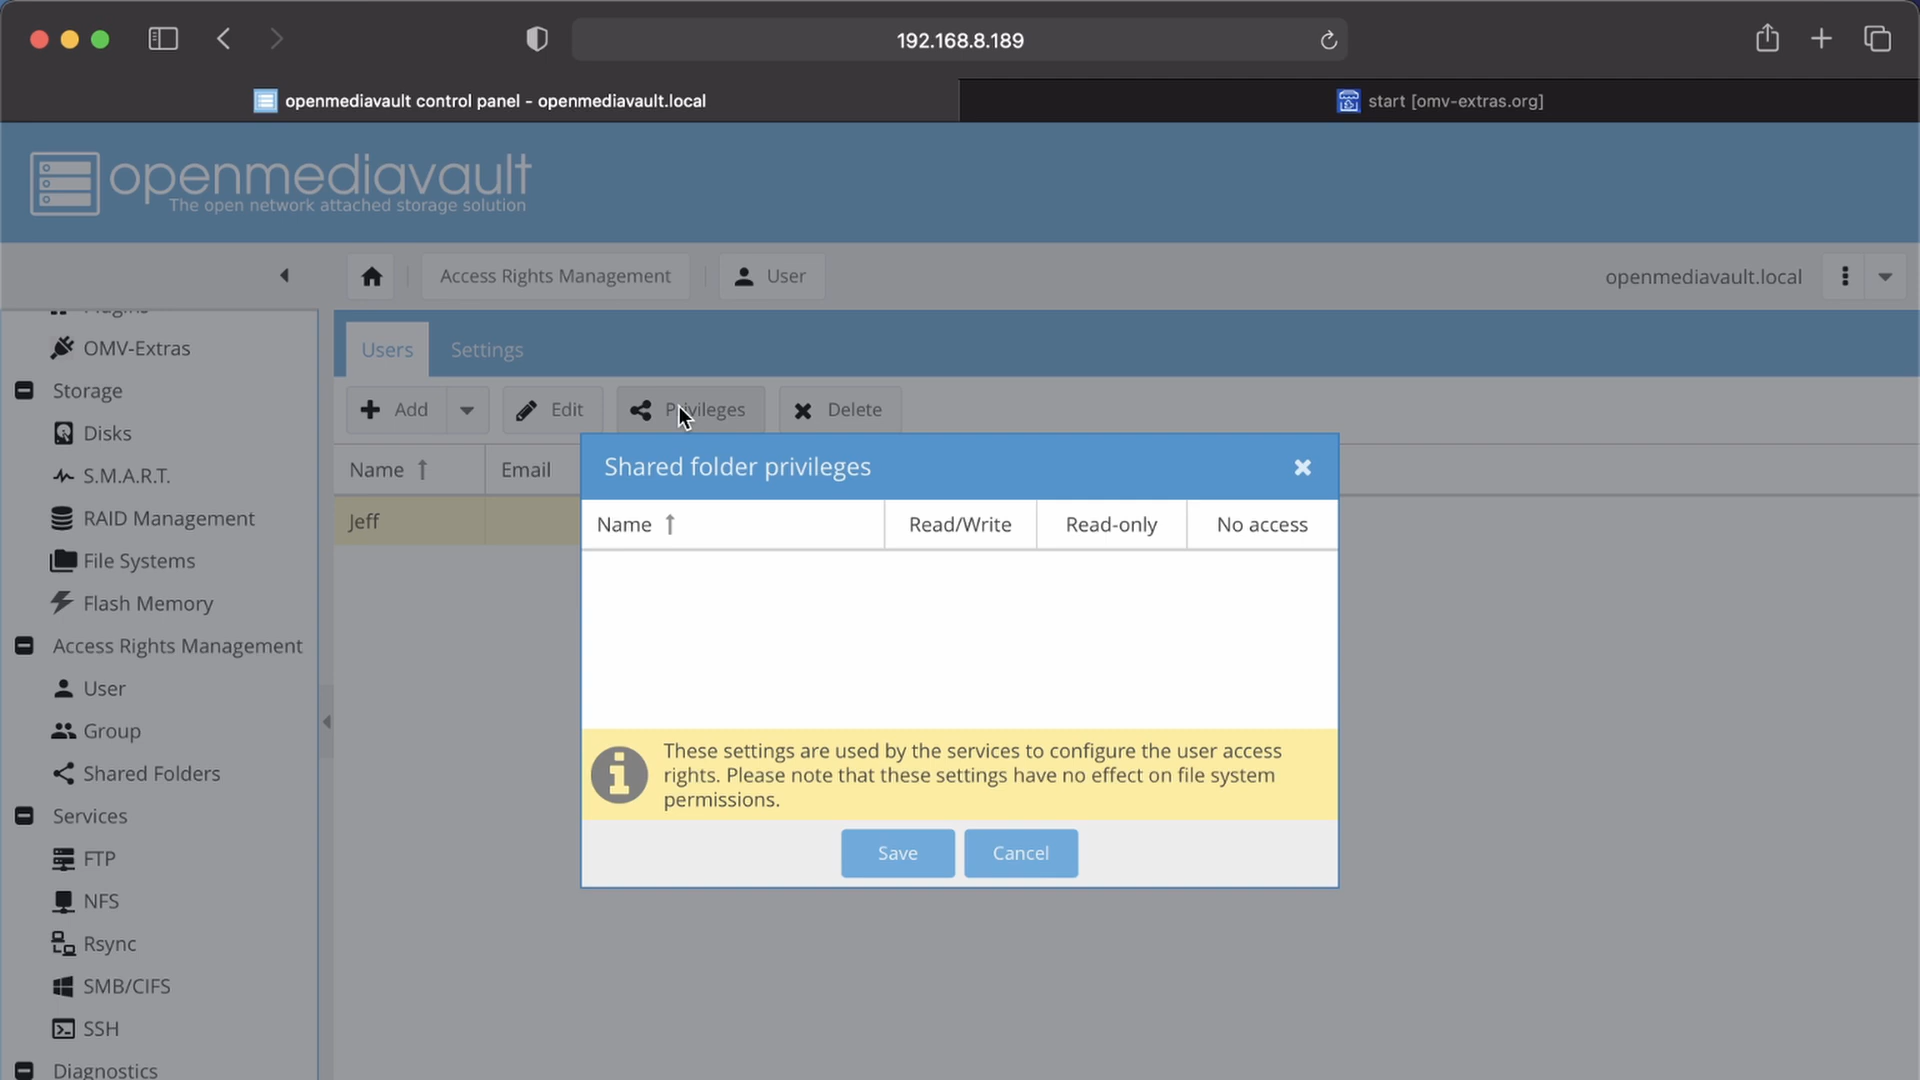 192.168.8.189
openmediavault control panel - openmediavault.local
start [omv-extras.org]
openmediavault
The open network attached storage solution
Access Rights Management
User
openmediavault.local
Plugins
OMV-Extras
Storage
Disks
S.M.A.R.T.
RAID Management
File Systems
Flash Memory
Access Rights Management
User
Group
Shared Folders
Services
FTP
NFS
Rsync
SMB/CIFS
SSH
Diagnostics
Users
Settings
Add
Edit
Privileges
Delete
Name
Email
Jeff
Shared folder privileges
Name
Read/Write
Read-only
No access
These settings are used by the services to configure the user access
rights. Please note that these settings have no effect on file system
permissions.
Save
Cancel